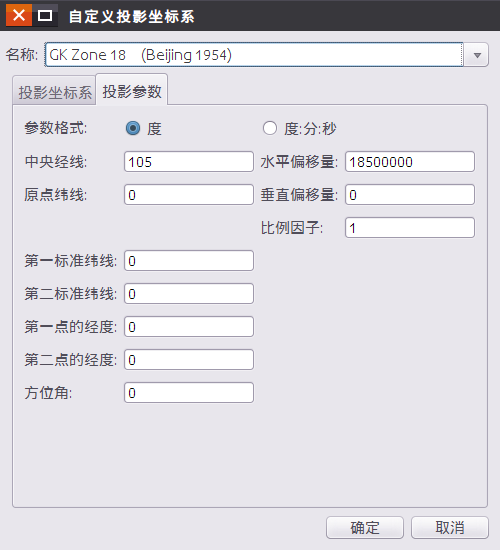 自定义投影坐标系
名称: GK Zone 18 (Beijing 1954)
投影坐标系 投影参数
参数格式: 度 度:分:秒
中央经线: 105 水平偏移量: 18500000
原点纬线: 0 垂直偏移量: 0
比例因子: 1
第一标准纬线: 0
第二标准纬线: 0
第一点的经度: 0
第二点的经度: 0
方位角: 0
确定 取消